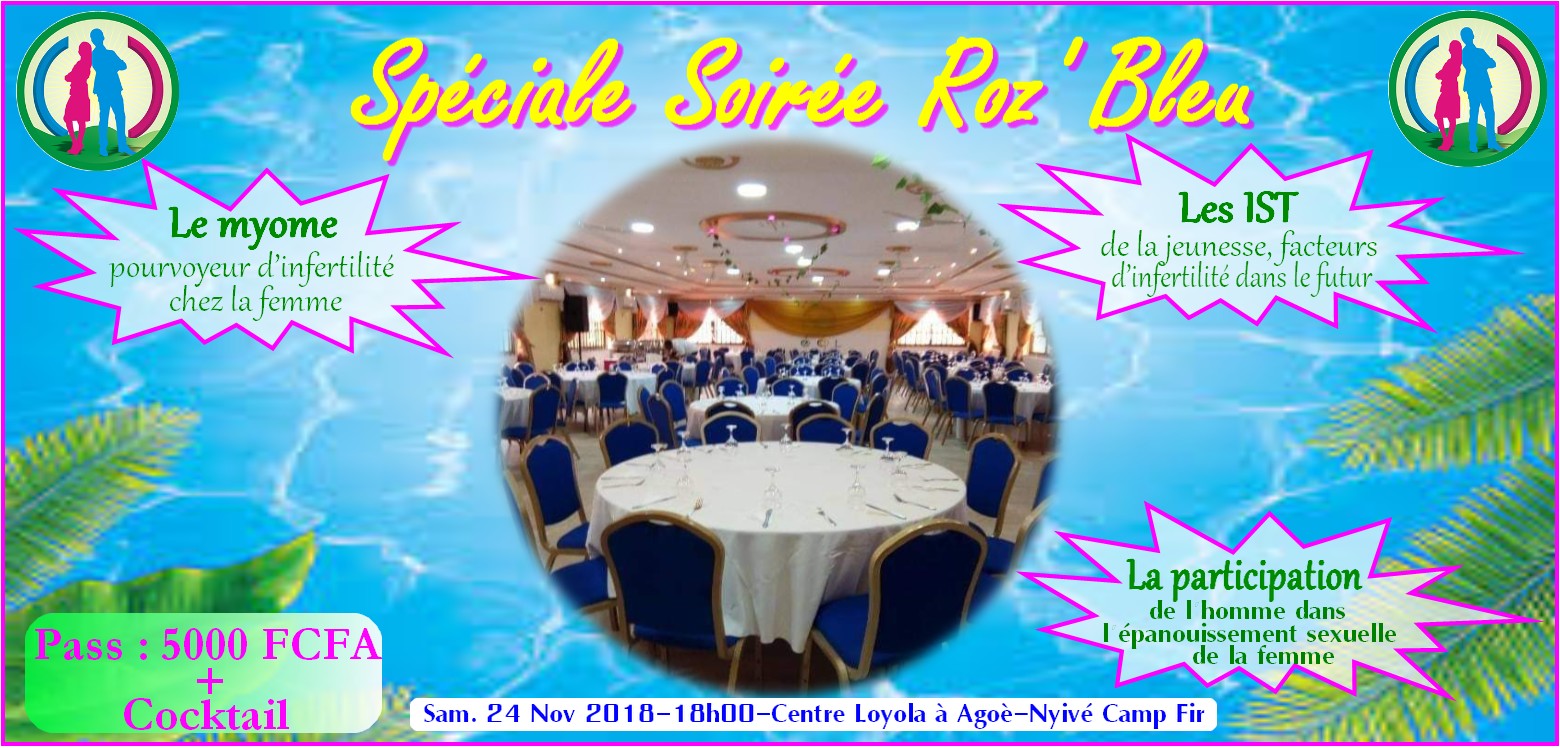 Spéciale Soirée Roz' Bleu
Le myome
pourvoyeur d'infertilité
chez la femme
Les IST
de la jeunesse, facteurs
d'infertilité dans le futur
La participation
de l homme dans
l épanouissement sexuelle
de la femme
Pass : 5000 FCFA
+
Cocktail
Sam. 24 Nov 2018-18h00-Centre Loyola à Agoè-Nyivé Camp Fir